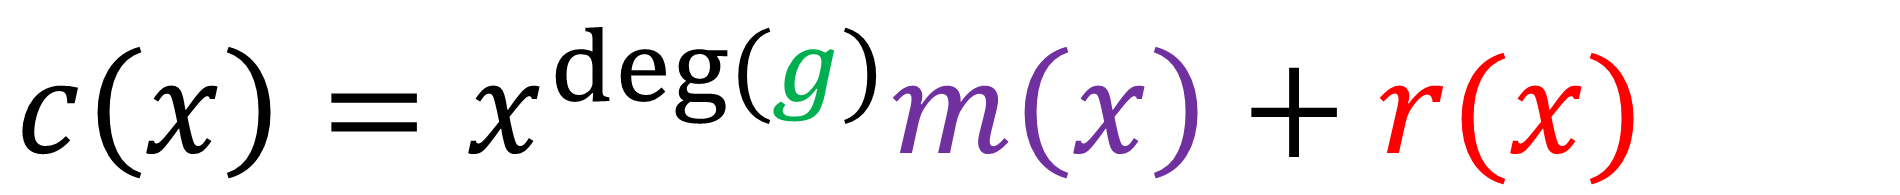 c(x) = x^deg(g) m(x) + r(x)